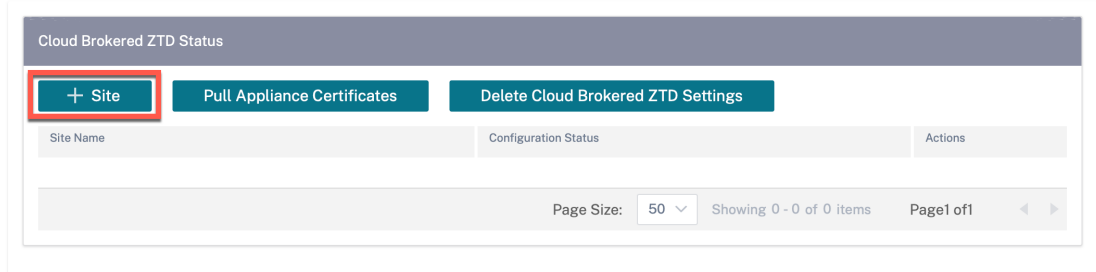 Cloud Brokered ZTD Status
+ Site Pull Appliance Certificates Delete Cloud Brokered ZTD Settings
Site Name Configuration Status Actions
Page Size: 50 Showing 0 - 0 of 0 items Page1 of1